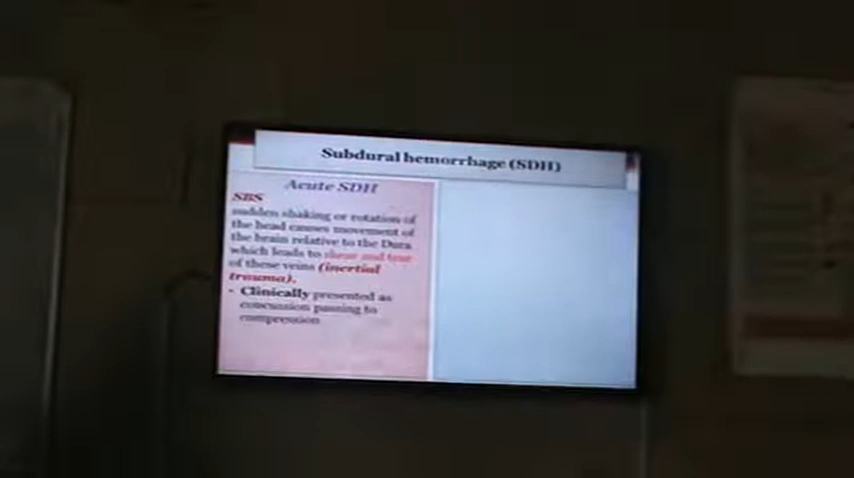 Subdural hemorrhage (SDH)
Acute SDH
SBS
sudden shaking or rotation of
the head causes movement of
the brain relative to the Dura
which leads to shear and tear
of these veins (inertial
trauma).
- Clinically presented as
concussion passing to
compression